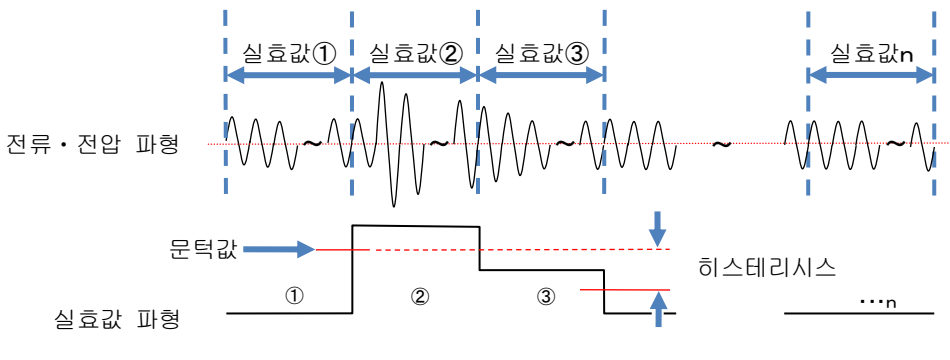 실효값① 실효값② 실효값③ 실효값n
전류・전압 파형 ~ ~ ~ ~ ~
문턱값
히스테리시스
① ② ③ …n
실효값 파형